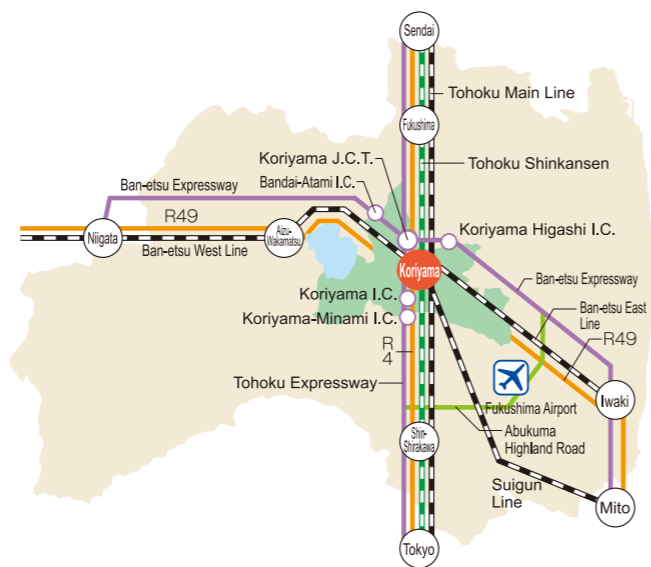 Sendai
Tohoku Main Line
Fukushima
Koriyama J.C.T.
Tohoku Shinkansen
Ban-etsu Expressway
Bandai-Atami I.C.
R49
Niigata
Aizu-
Wakamatsu
Koriyama Higashi I.C.
Ban-etsu West Line
Koriyama
Ban-etsu Expressway
Koriyama I.C.
Koriyama-Minami I.C.
Ban-etsu East
Line
R49
R
4
Tohoku Expressway
Iwaki
Fukushima Airport
Shin-
Shirakawa
Abukuma
Highland Road
Suigun
Line
Mito
Tokyo